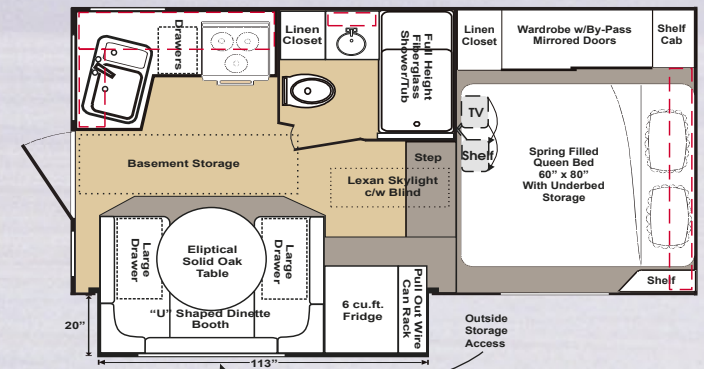 Drawers
Linen
Closet
Full Height
Fiberglass
Shower/Tub
Linen
Closet
Wardrobe w/By-Pass
Mirrored Doors
Shelf
Cab
TV
Shelf
Spring Filled
Queen Bed
60” x 80”
With Underbed
Storage
Basement Storage
Step
Lexan Skylight
c/w Blind
Large
Drawer
Eliptical
Solid Oak
Table
Large
Drawer
“U” Shaped Dinette
Booth
6 cu.ft.
Fridge
Pull Out Wire
Can Rack
Shelf
20”
113”
Outside
Storage
Access